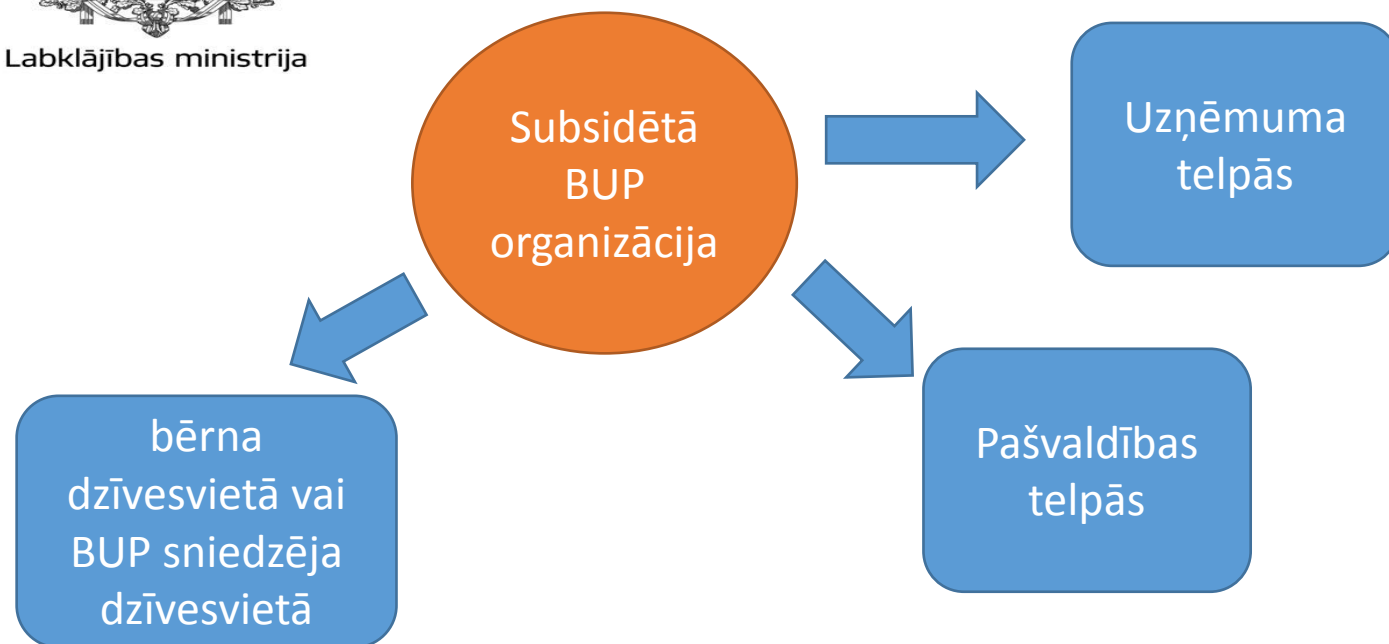 Labklājības ministrija
Subsidētā
BUP
organizācija
Uzņēmuma
telpās
bērna
dzīvesvietā vai
BUP sniedzēja
dzīvesvietā
Pašvaldības
telpās